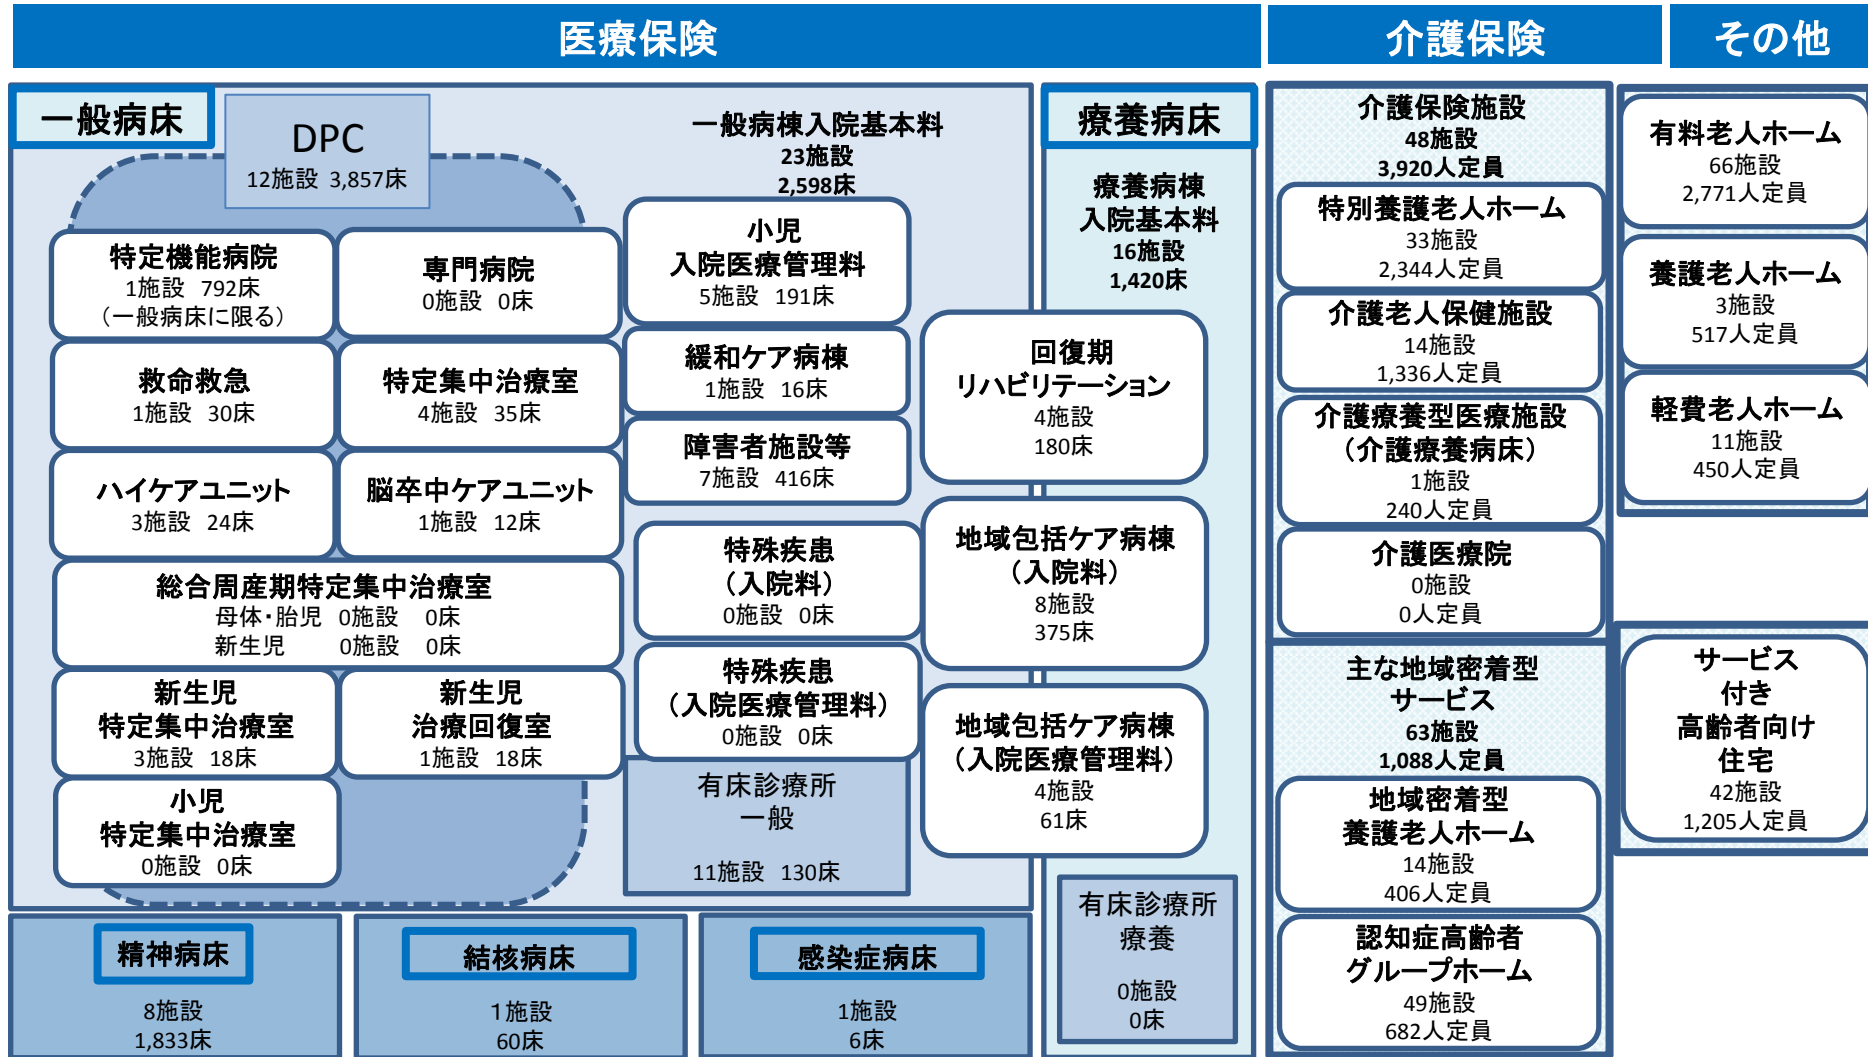 医療保険
介護保険
その他
一般病床
DPC
12施設 3,857床
特定機能病院
1施設 792床
（一般病床に限る）
専門病院
0施設 0床
救命救急
1施設 30床
特定集中治療室
4施設 35床
ハイケアユニット
3施設 24床
脳卒中ケアユニット
1施設 12床
総合周産期特定集中治療室
母体・胎児 0施設 0床
新生児 0施設 0床
新生児
特定集中治療室
3施設 18床
新生児
治療回復室
1施設 18床
小児
特定集中治療室
0施設 0床
一般病棟入院基本料
23施設
2,598床
小児
入院医療管理料
5施設 191床
緩和ケア病棟
1施設 16床
障害者施設等
7施設 416床
特殊疾患
（入院料）
0施設 0床
特殊疾患
（入院医療管理料）
0施設 0床
有床診療所
一般
11施設 130床
療養病床
療養病棟
入院基本料
16施設
1,420床
回復期
リハビリテーション
4施設
180床
地域包括ケア病棟
（入院料）
8施設
375床
地域包括ケア病棟
（入院医療管理料）
4施設
61床
有床診療所
療養
0施設
0床
精神病床
8施設
1,833床
結核病床
１施設
60床
感染症病床
1施設
6床
介護保険施設
48施設
3,920人定員
特別養護老人ホーム
33施設
2,344人定員
介護老人保健施設
14施設
1,336人定員
介護療養型医療施設
（介護療養病床）
1施設
240人定員
介護医療院
0施設
0人定員
主な地域密着型
サービス
63施設
1,088人定員
地域密着型
養護老人ホーム
14施設
406人定員
認知症高齢者
グループホーム
49施設
682人定員
有料老人ホーム
66施設
2,771人定員
養護老人ホーム
3施設
517人定員
軽費老人ホーム
11施設
450人定員
サービス
付き
高齢者向け
住宅
42施設
1,205人定員